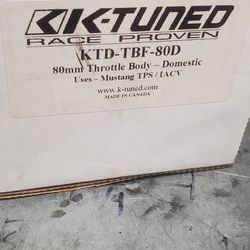 K-TUNED
RACE PROVEN
KTD-TBF-80D
80mm Throttle Body – Domestic
Uses - Mustang TPS / IACV
www.k-tuned.com
MADE IN CANADA